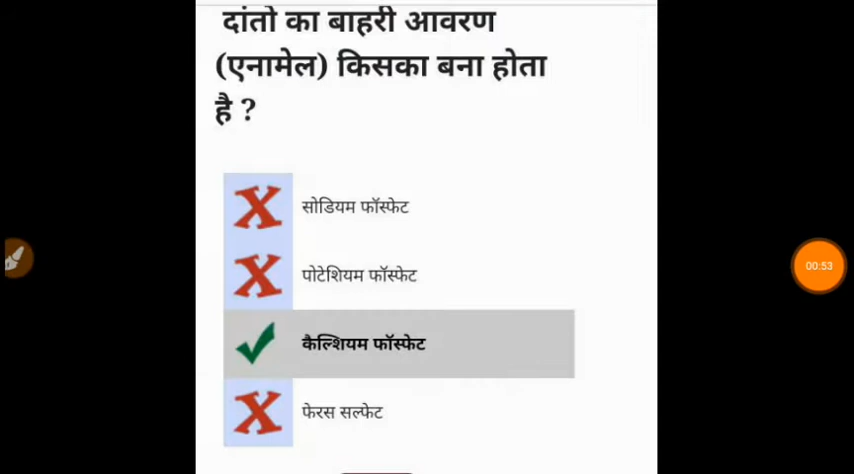 दांतो का बाहरी आवरण
(एनामेल) किसका बना होता
है ?
सोडियम फॉस्फेट
पोटेशियम फॉस्फेट
कैल्शियम फॉस्फेट
फेरस सल्फेट
00:53